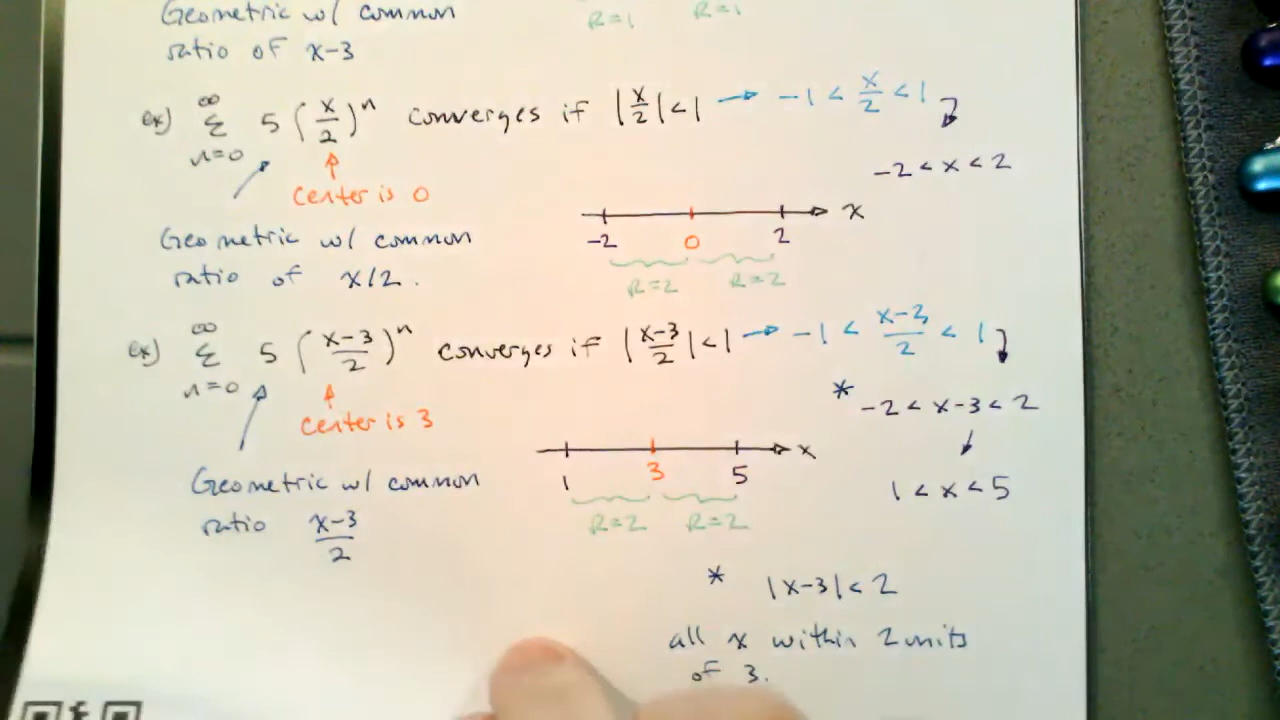 Geometric w/ common
ratio of x-3
R=1 R=1
ex) ∞ Σ n=0 5 (x/2)^n converges if |x/2| < 1 → -1 < x/2 < 1
-2 < x < 2
center is 0
-2 0 2 x
R=2 R=2
Geometric w/ common
ratio of x/2.
ex) ∞ Σ n=0 5 ((x-3)/2)^n converges if |(x-3)/2| < 1 → -1 < (x-3)/2 < 1
* -2 < x-3 < 2
center is 3
1 3 5 x
R=2 R=2
1 < x < 5
Geometric w/ common
ratio (x-3)/2
* |x-3| < 2
all x within 2 units
of 3.